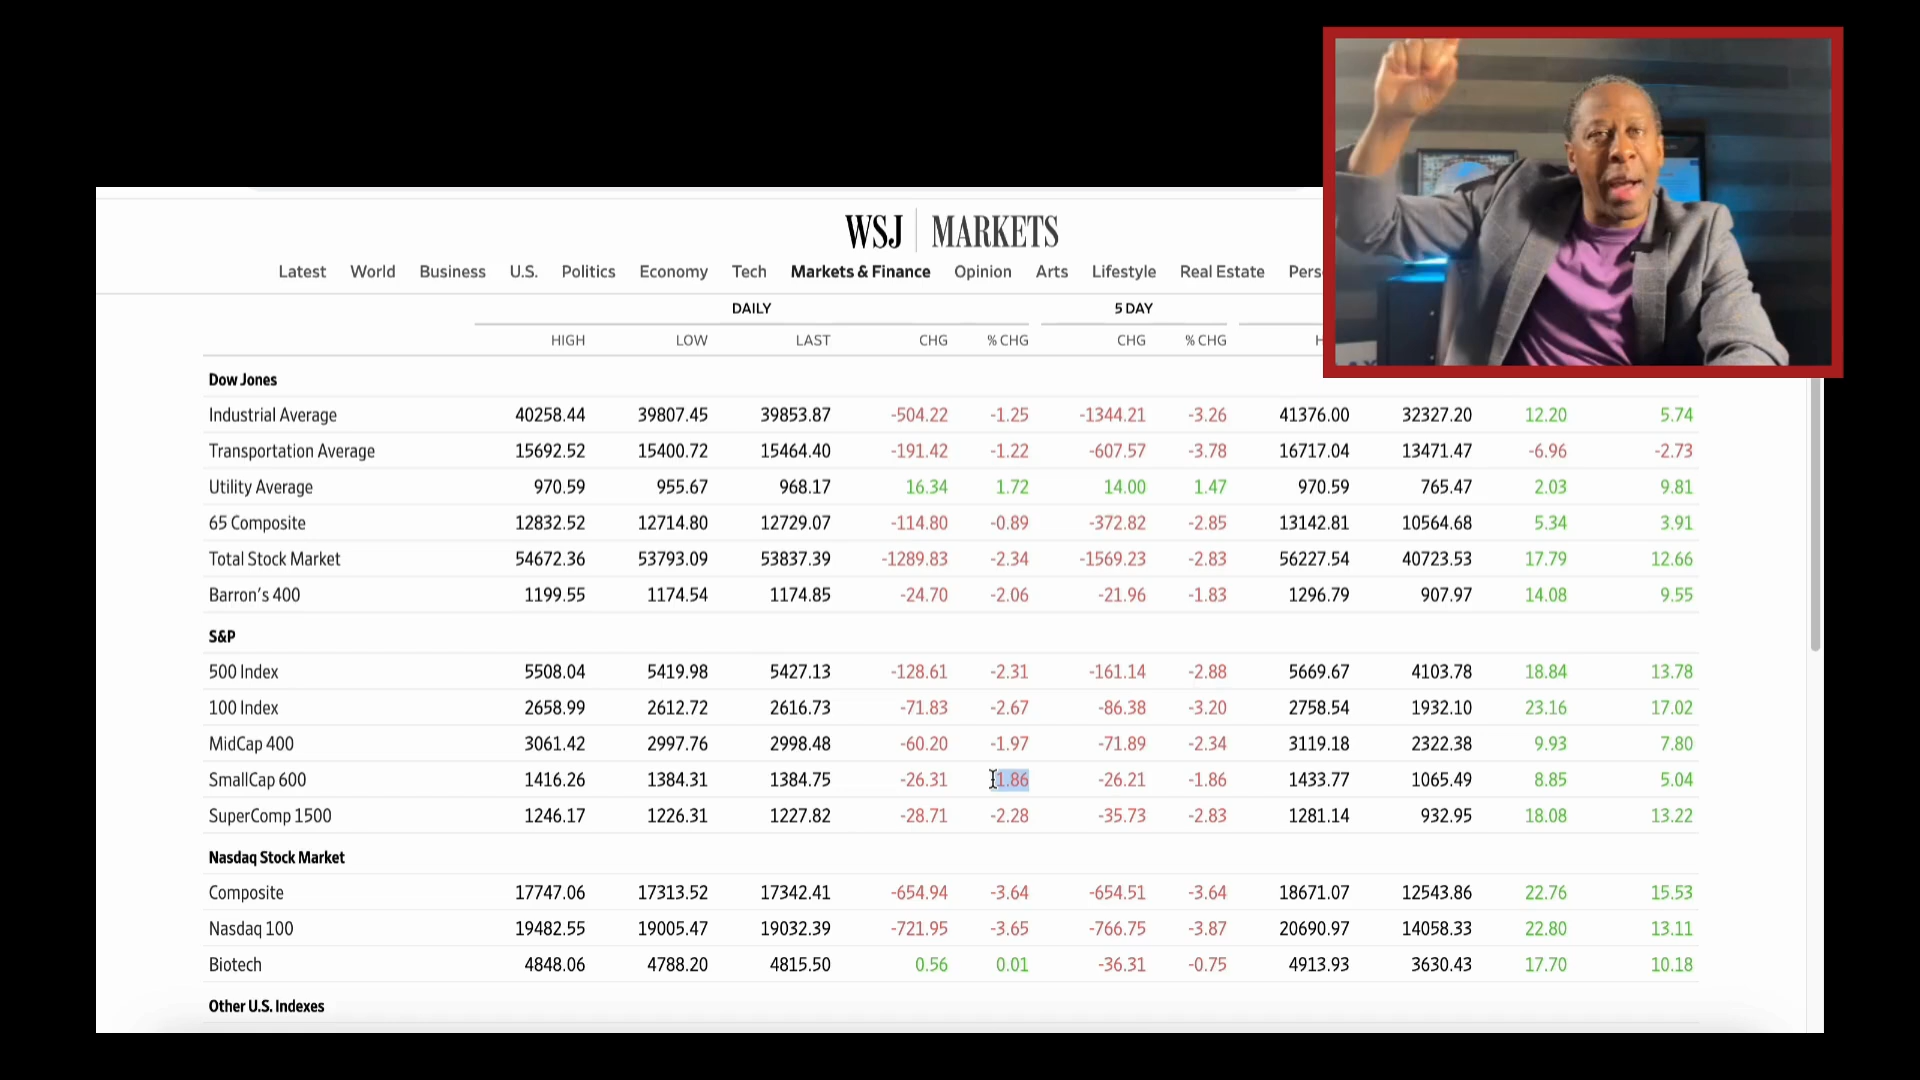 WSJ | MARKETS
Latest World Business U.S. Politics Economy Tech Markets & Finance Opinion Arts Lifestyle Real Estate Pers
DAILY 5 DAY
HIGH LOW LAST CHG % CHG CHG % CHG H
Dow Jones
Industrial Average 40258.44 39807.45 39853.87 -504.22 -1.25 -1344.21 -3.26 41376.00 32327.20 12.20 5.74
Transportation Average 15692.52 15400.72 15464.40 -191.42 -1.22 -607.57 -3.78 16717.04 13471.47 -6.96 -2.73
Utility Average 970.59 955.67 968.17 16.34 1.72 14.00 1.47 970.59 765.47 2.03 9.81
65 Composite 12832.52 12714.80 12729.07 -114.80 -0.89 -372.82 -2.85 13142.81 10564.68 5.34 3.91
Total Stock Market 54672.36 53793.09 53837.39 -1289.83 -2.34 -1569.23 -2.83 56227.54 40723.53 17.79 12.66
Barron's 400 1199.55 1174.54 1174.85 -24.70 -2.06 -21.96 -1.83 1296.79 907.97 14.08 9.55
S&P
500 Index 5508.04 5419.98 5427.13 -128.61 -2.31 -161.14 -2.88 5669.67 4103.78 18.84 13.78
100 Index 2658.99 2612.72 2616.73 -71.83 -2.67 -86.38 -3.20 2758.54 1932.10 23.16 17.02
MidCap 400 3061.42 2997.76 2998.48 -60.20 -1.97 -71.89 -2.34 3119.18 2322.38 9.93 7.80
SmallCap 600 1416.26 1384.31 1384.75 -26.31 1.86 -26.21 -1.86 1433.77 1065.49 8.85 5.04
SuperComp 1500 1246.17 1226.31 1227.82 -28.71 -2.28 -35.73 -2.83 1281.14 932.95 18.08 13.22
Nasdaq Stock Market
Composite 17747.06 17313.52 17342.41 -654.94 -3.64 -654.51 -3.64 18671.07 12543.86 22.76 15.53
Nasdaq 100 19482.55 19005.47 19032.39 -721.95 -3.65 -766.75 -3.87 20690.97 14058.33 22.80 13.11
Biotech 4848.06 4788.20 4815.50 0.56 0.01 -36.31 -0.75 4913.93 3630.43 17.70 10.18
Other U.S. Indexes